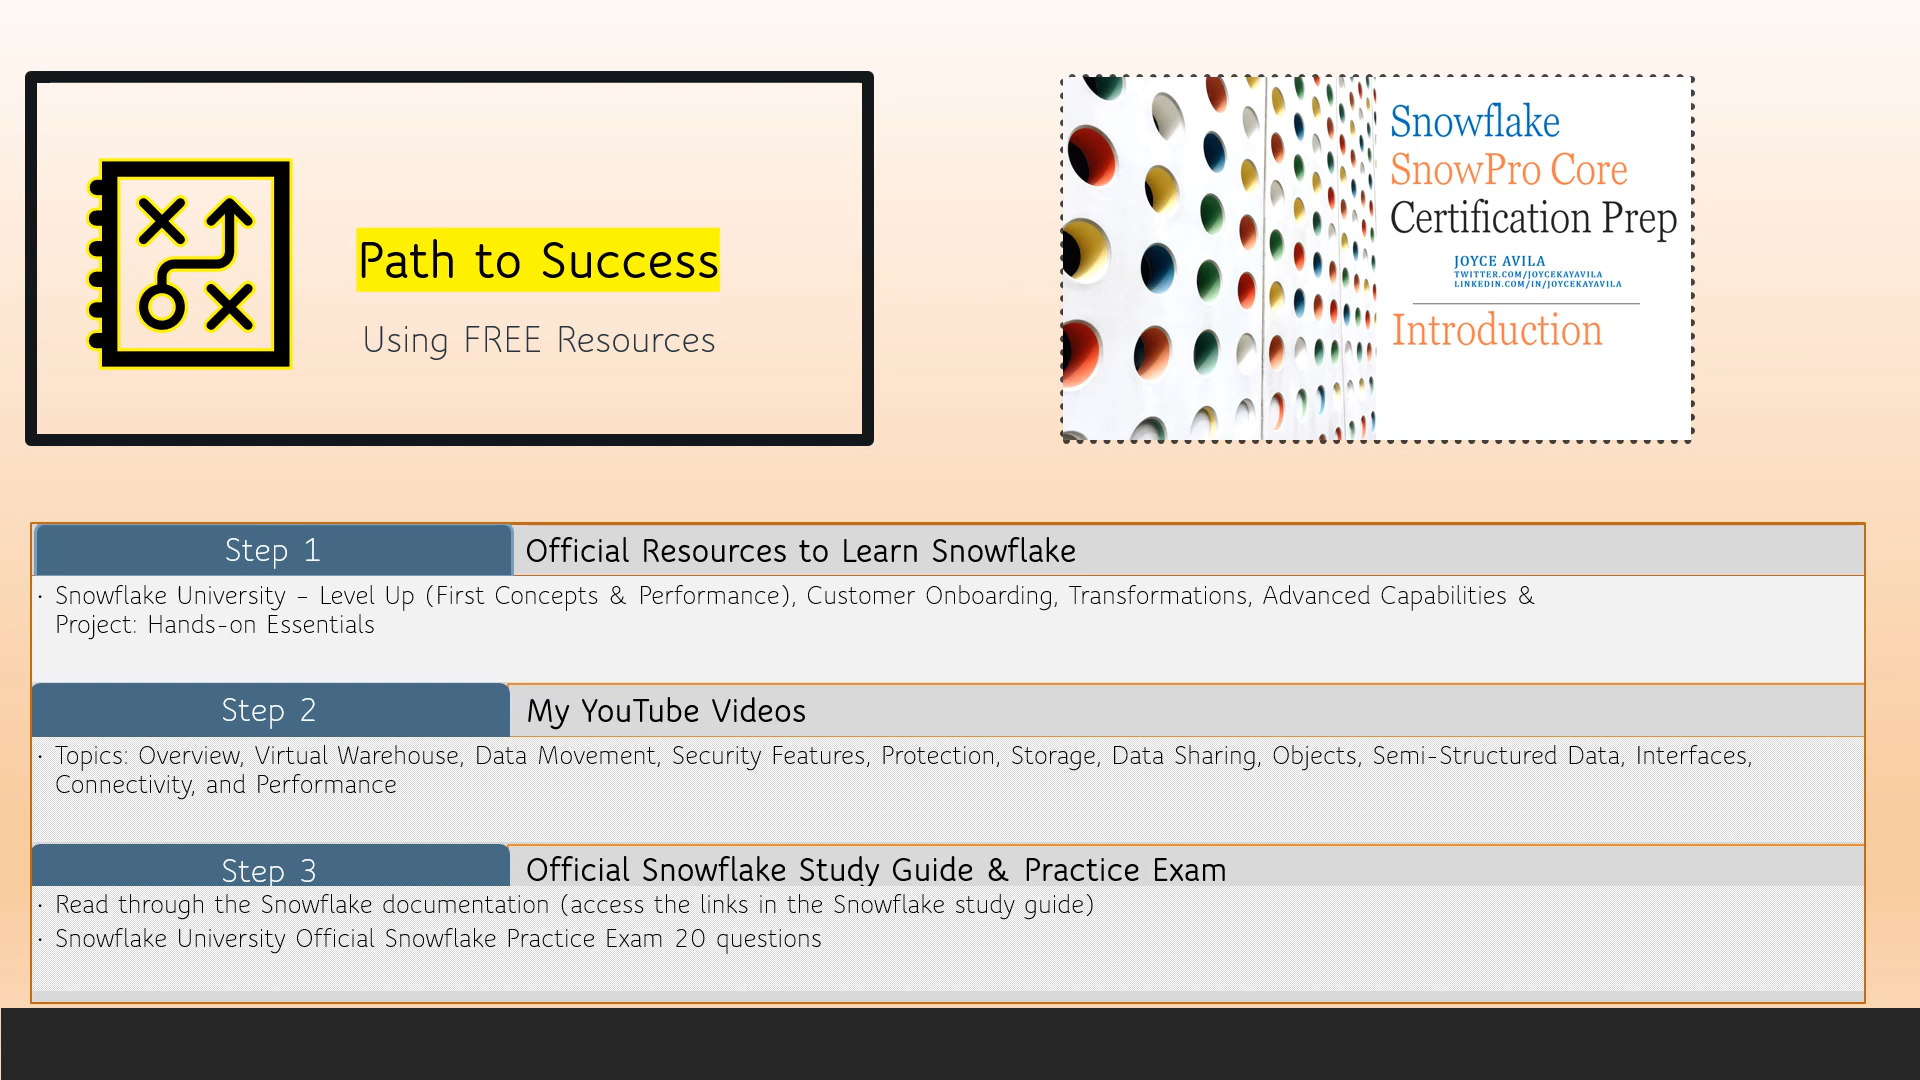 Path to Success
Using FREE Resources
Snowflake
SnowPro Core
Certification Prep
JOYCE AVILA
TWITTER.COM/JOYCEKAYAVILA
LINKEDIN.COM/IN/JOYCEKAYAVILA
Introduction
Step 1
Official Resources to Learn Snowflake
· Snowflake University – Level Up (First Concepts & Performance), Customer Onboarding, Transformations, Advanced Capabilities &
Project: Hands-on Essentials
Step 2
My YouTube Videos
· Topics: Overview, Virtual Warehouse, Data Movement, Security Features, Protection, Storage, Data Sharing, Objects, Semi-Structured Data, Interfaces,
Connectivity, and Performance
Step 3
Official Snowflake Study Guide & Practice Exam
· Read through the Snowflake documentation (access the links in the Snowflake study guide)
· Snowflake University Official Snowflake Practice Exam 20 questions